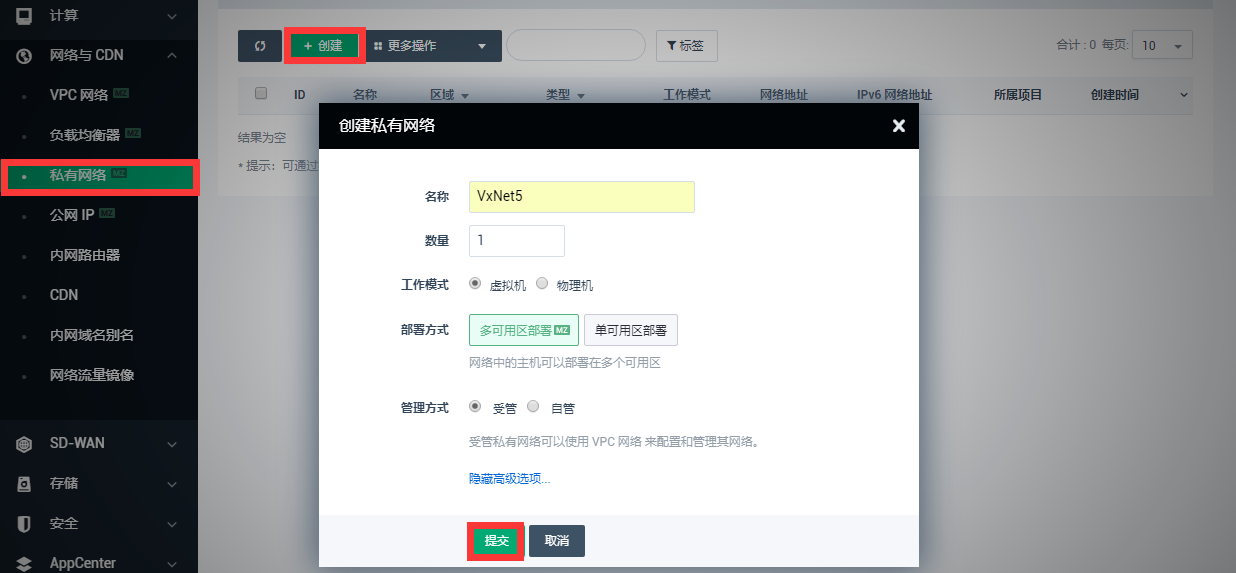 计算
网络与 CDN
VPC 网络 MZ
负载均衡器 MZ
私有网络 MZ
公网 IP MZ
内网路由器
CDN
内网域名别名
网络流量镜像
SD-WAN
存储
安全
AppCenter
+ 创建
更多操作
标签
合计 : 0 每页: 10
ID 名称 区域 类型 工作模式 网络地址 IPv6 网络地址 所属项目 创建时间
结果为空
* 提示：可通过
创建私有网络
名称 VxNet5
数量 1
工作模式 虚拟机 物理机
部署方式 多可用区部署 MZ 单可用区部署
网络中的主机可以部署在多个可用区
管理方式 受管 自管
受管私有网络可以使用 VPC 网络 来配置和管理其网络。
隐藏高级选项...
提交 取消